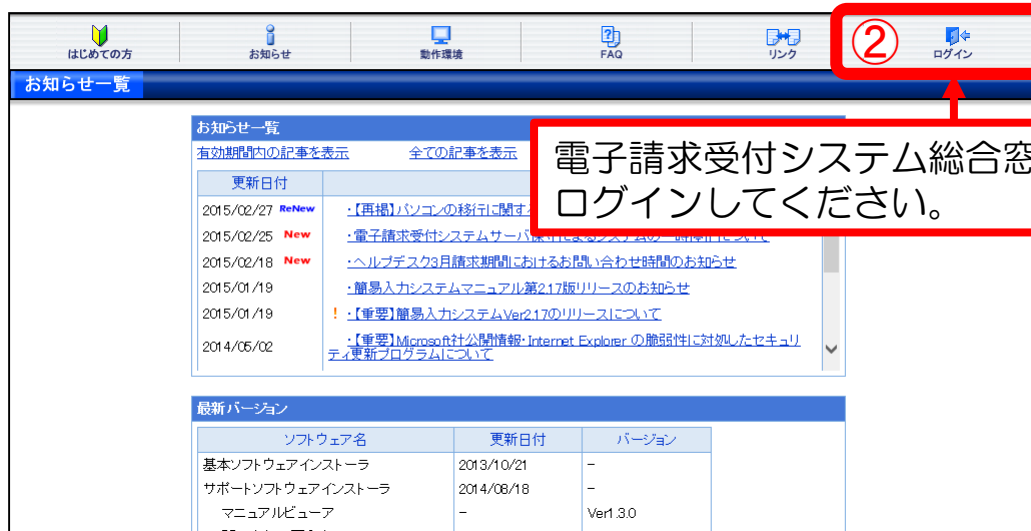 はじめての方
お知らせ
動作環境
FAQ
リンク
②
ログイン
お知らせ一覧
お知らせ一覧
有効期間内の記事を表示
全ての記事を表示
電子請求受付システム総合窓
ログインしてください。
更新日付
2015/02/27 ReNew ・【再掲】パソコンの移行に関す
2015/02/25 New ・電子請求受付システムサーバ
2015/02/18 New ・ヘルプデスク3月請求期間におけるお問い合わせ時間のお知らせ
2015/01/19 ・簡易入力システムマニュアル第2.17版リリースのお知らせ
2015/01/19 ! ・【重要】簡易入力システムVer2.17のリリースについて
2014/05/02 ・【重要】Microsoft社公開情報・Internet Explorer の脆弱性に対処したセキュリ
ティ更新プログラムについて
最新バージョン
ソフトウェア名 更新日付 バージョン
基本ソフトウェアインストーラ 2013/10/21 -
サポートソフトウェアインストーラ 2014/08/18 -
マニュアルビューア - Ver1.3.0